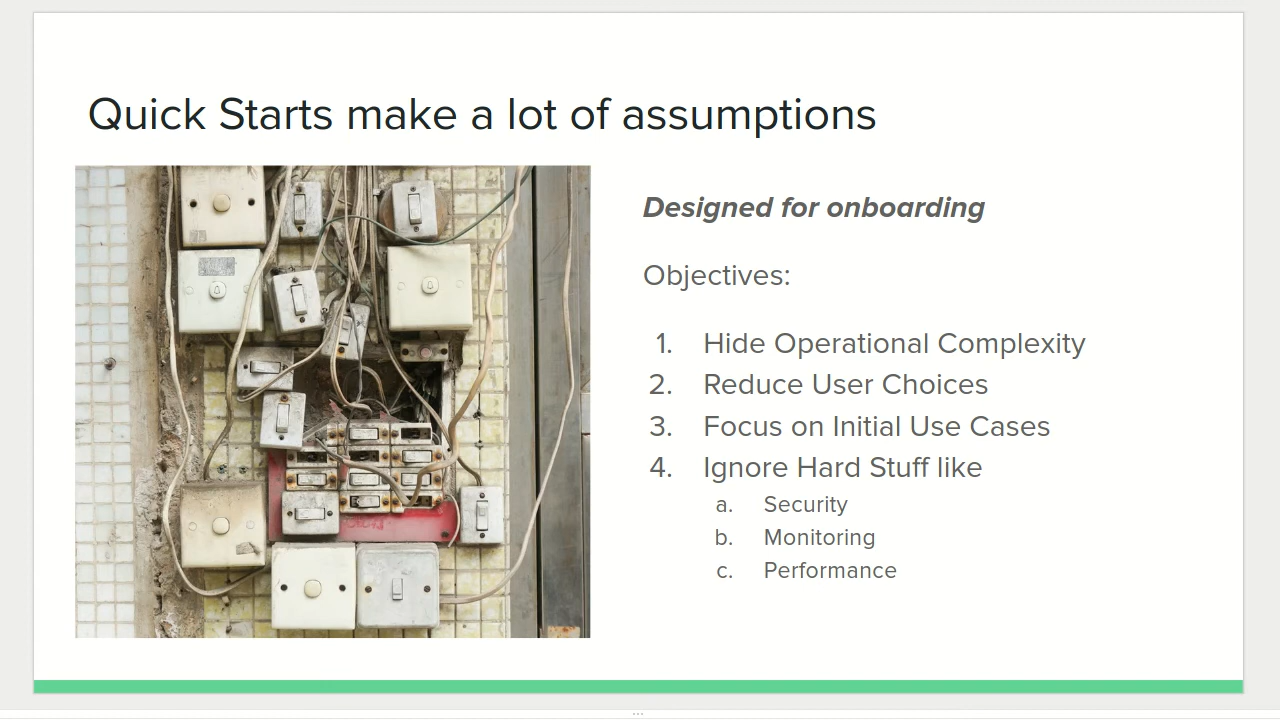 Quick Starts make a lot of assumptions
Designed for onboarding
Objectives:
1. Hide Operational Complexity
2. Reduce User Choices
3. Focus on Initial Use Cases
4. Ignore Hard Stuff like
a. Security
b. Monitoring
c. Performance